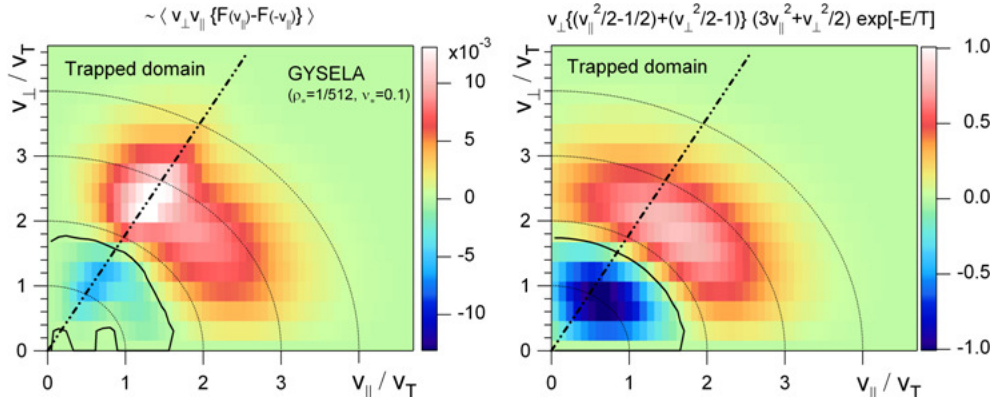 ~ ⟨ v⊥v∥ {F(v∥)-F(-v∥)} ⟩
v⊥{(v∥²/2-1/2)+(v⊥²/2-1)} (3v∥²+v⊥²/2) exp[-E/T]
x10⁻³
Trapped domain
GYSELA
(ρ*=1/512, ν*=0.1)
v⊥ / vT
3
2
1
0
0 1 2 3
v∥ / vT
10
5
0
-5
-10
Trapped domain
v⊥ / vT
3
2
1
0
0 1 2 3
v∥ / vT
1.0
0.5
0.0
-0.5
-1.0